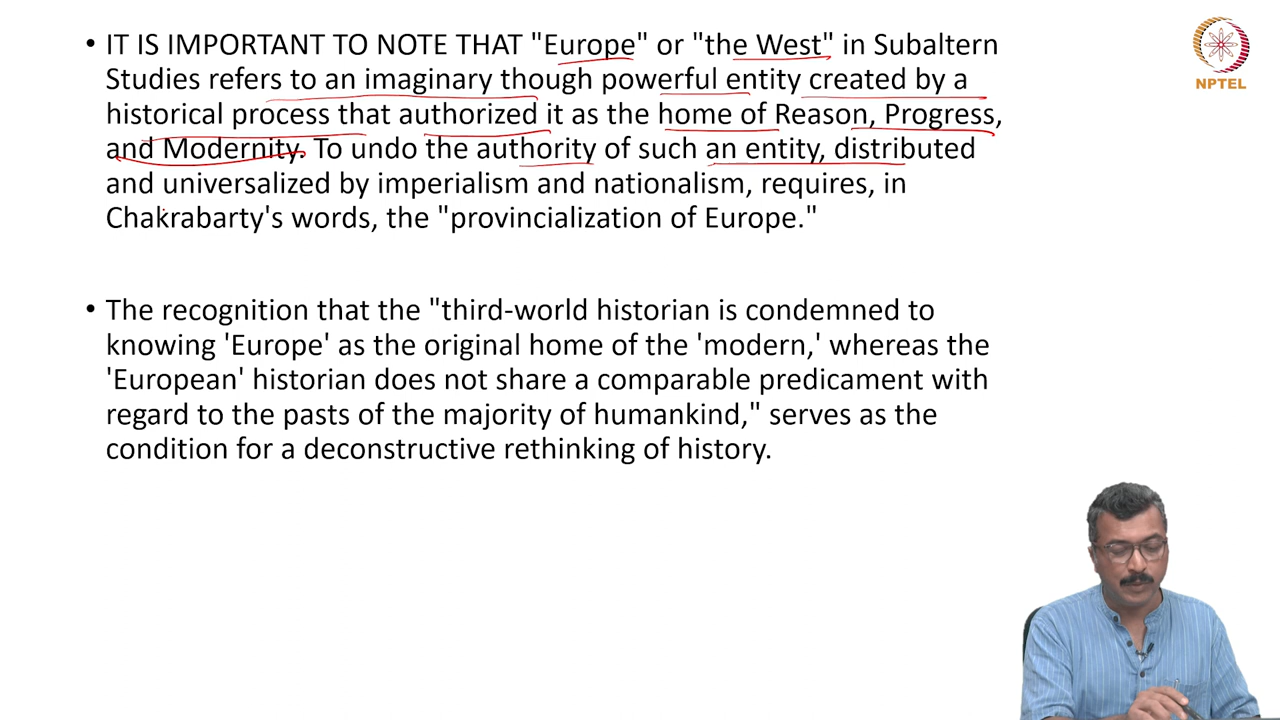 • IT IS IMPORTANT TO NOTE THAT "Europe" or "the West" in Subaltern
Studies refers to an imaginary though powerful entity created by a
historical process that authorized it as the home of Reason, Progress,
and Modernity. To undo the authority of such an entity, distributed
and universalized by imperialism and nationalism, requires, in
Chakrabarty's words, the "provincialization of Europe."
• The recognition that the "third-world historian is condemned to
knowing 'Europe' as the original home of the 'modern,' whereas the
'European' historian does not share a comparable predicament with
regard to the pasts of the majority of humankind," serves as the
condition for a deconstructive rethinking of history.
NPTEL